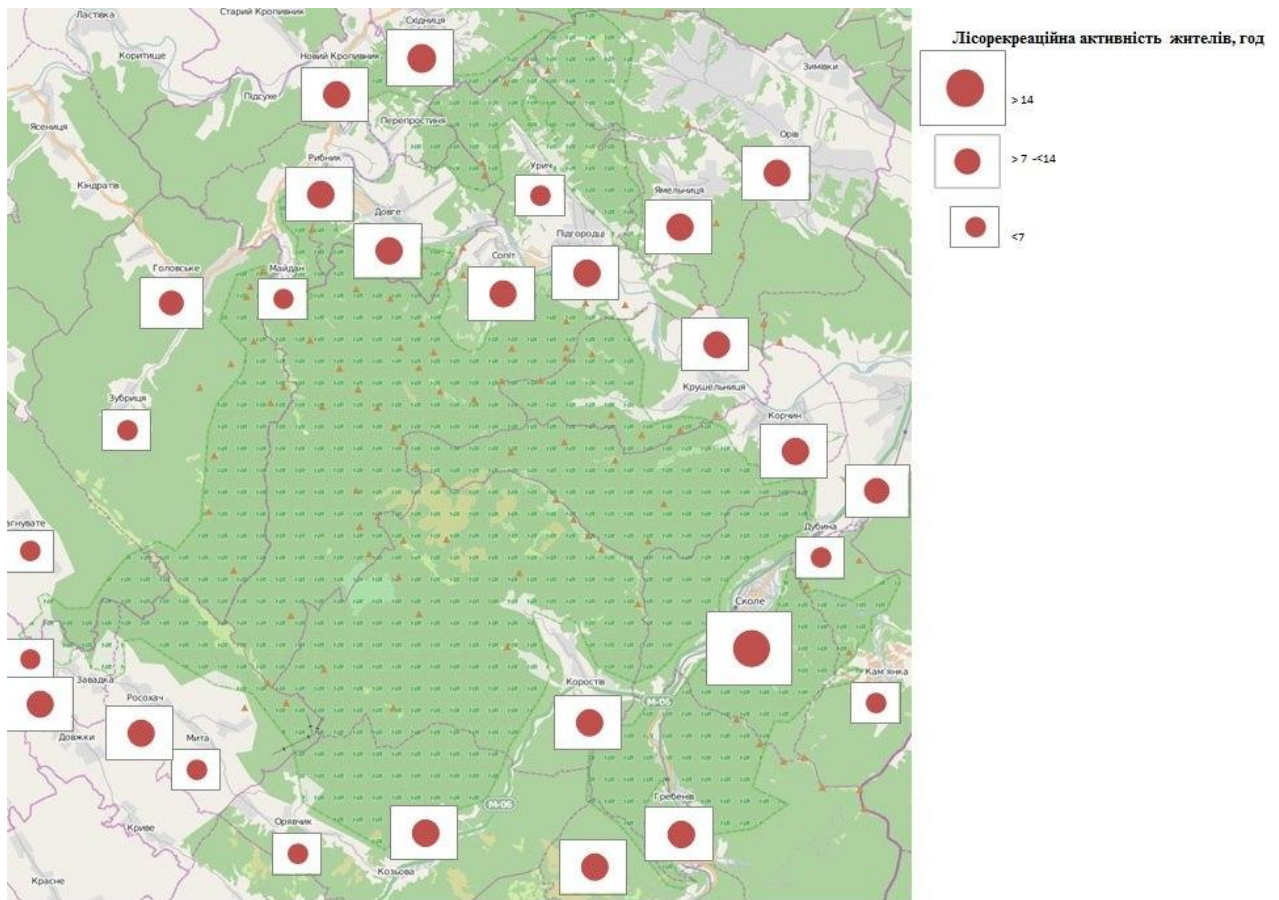 Ластівка
Старий Кропивник
Східниця
Коритище
Новий Кропивник
Зимівки
Підсухе
Перепростиня
Ясениця
Орів
Рибник
Урич
Кіндратів
Ямельниця
Довге
Підгородці
Сопіт
Головське
Майдан
Крушельниця
Зубриця
Корчин
агнувате
Дубина
Сколе
Кам'янка
Завадка
Коростів
М-06
Росохач
Довжки
Мита
М-06
Гребенів
Орявчик
Криве
Козьова
Красне
Лісорекреаційна активність жителів, год
> 14
> 7 -<14
<7